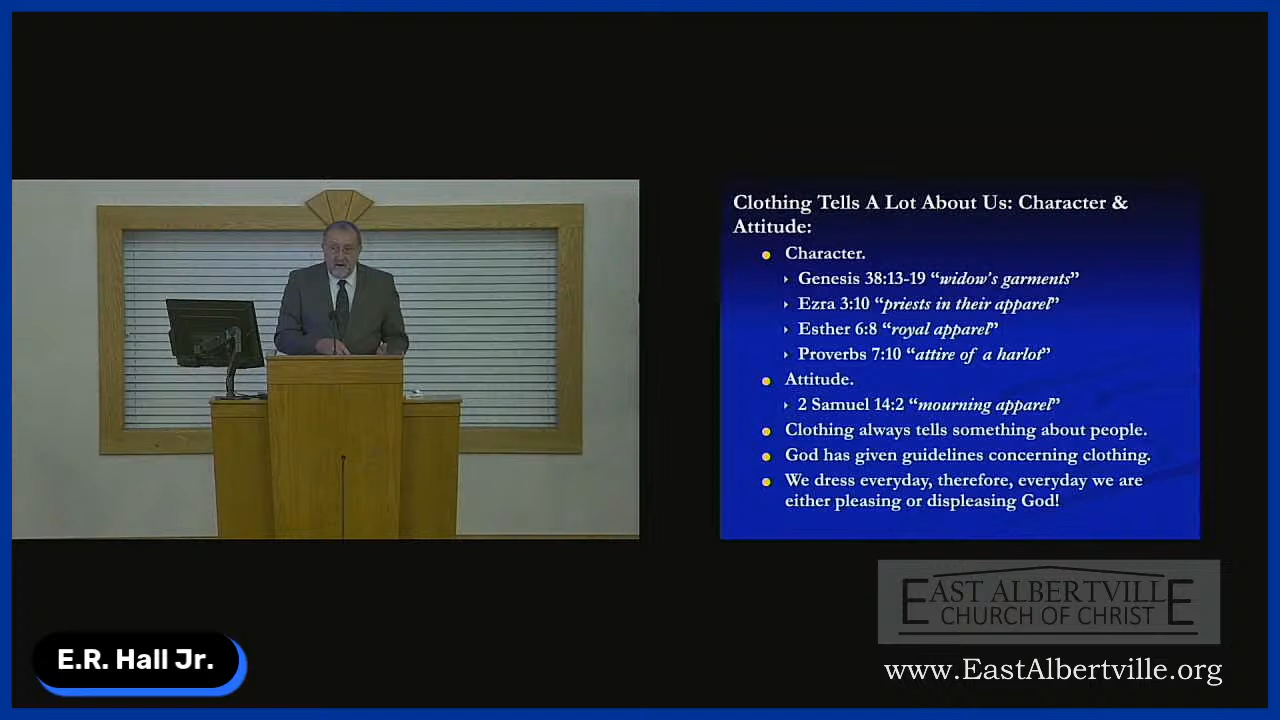 Clothing Tells A Lot About Us: Character &
Attitude:
Character.
Genesis 38:13-19 “widow's garments”
Ezra 3:10 “priests in their apparel”
Esther 6:8 “royal apparel”
Proverbs 7:10 “attire of a harlot”
Attitude.
2 Samuel 14:2 “mourning apparel”
Clothing always tells something about people.
God has given guidelines concerning clothing.
We dress everyday, therefore, everyday we are
either pleasing or displeasing God!
EAST ALBERTVILLE
CHURCH OF CHRIST
E.R. Hall Jr.
www.EastAlbertville.org